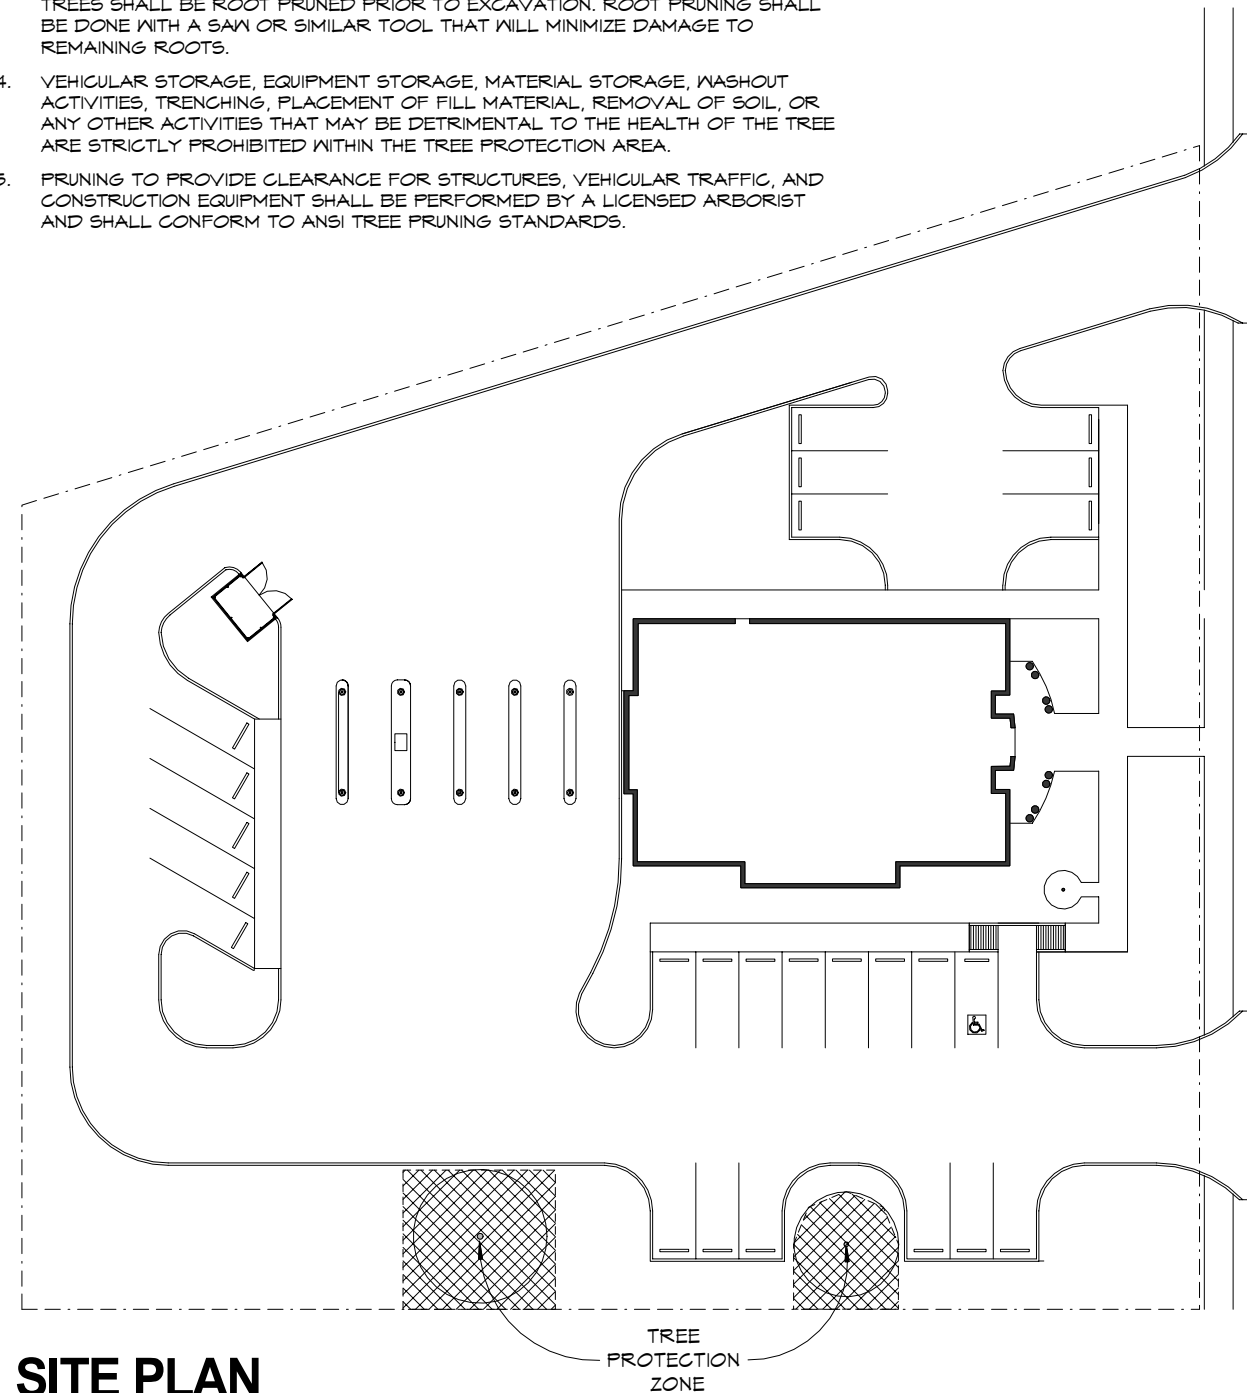 TREES SHALL BE ROOT PRUNED PRIOR TO EXCAVATION. ROOT PRUNING SHALL
BE DONE WITH A SAW OR SIMILAR TOOL THAT WILL MINIMIZE DAMAGE TO
REMAINING ROOTS.
4. VEHICULAR STORAGE, EQUIPMENT STORAGE, MATERIAL STORAGE, WASHOUT
ACTIVITIES, TRENCHING, PLACEMENT OF FILL MATERIAL, REMOVAL OF SOIL, OR
ANY OTHER ACTIVITIES THAT MAY BE DETRIMENTAL TO THE HEALTH OF THE TREE
ARE STRICTLY PROHIBITED WITHIN THE TREE PROTECTION AREA.
5. PRUNING TO PROVIDE CLEARANCE FOR STRUCTURES, VEHICULAR TRAFFIC, AND
CONSTRUCTION EQUIPMENT SHALL BE PERFORMED BY A LICENSED ARBORIST
AND SHALL CONFORM TO ANSI TREE PRUNING STANDARDS.
TREE
PROTECTION
ZONE
SITE PLAN